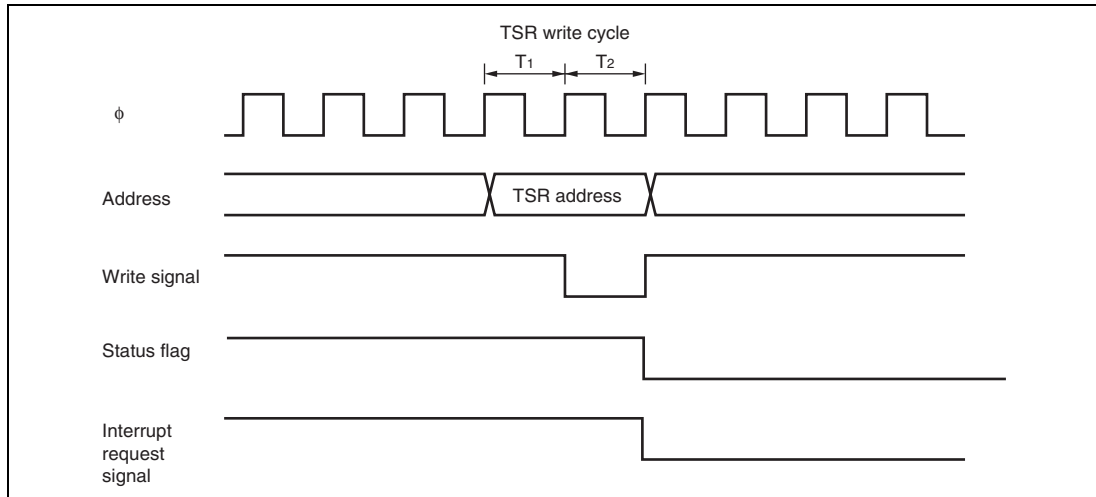 TSR write cycle
T1 T2
ϕ
Address
TSR address
Write signal
Status flag
Interrupt
request
signal